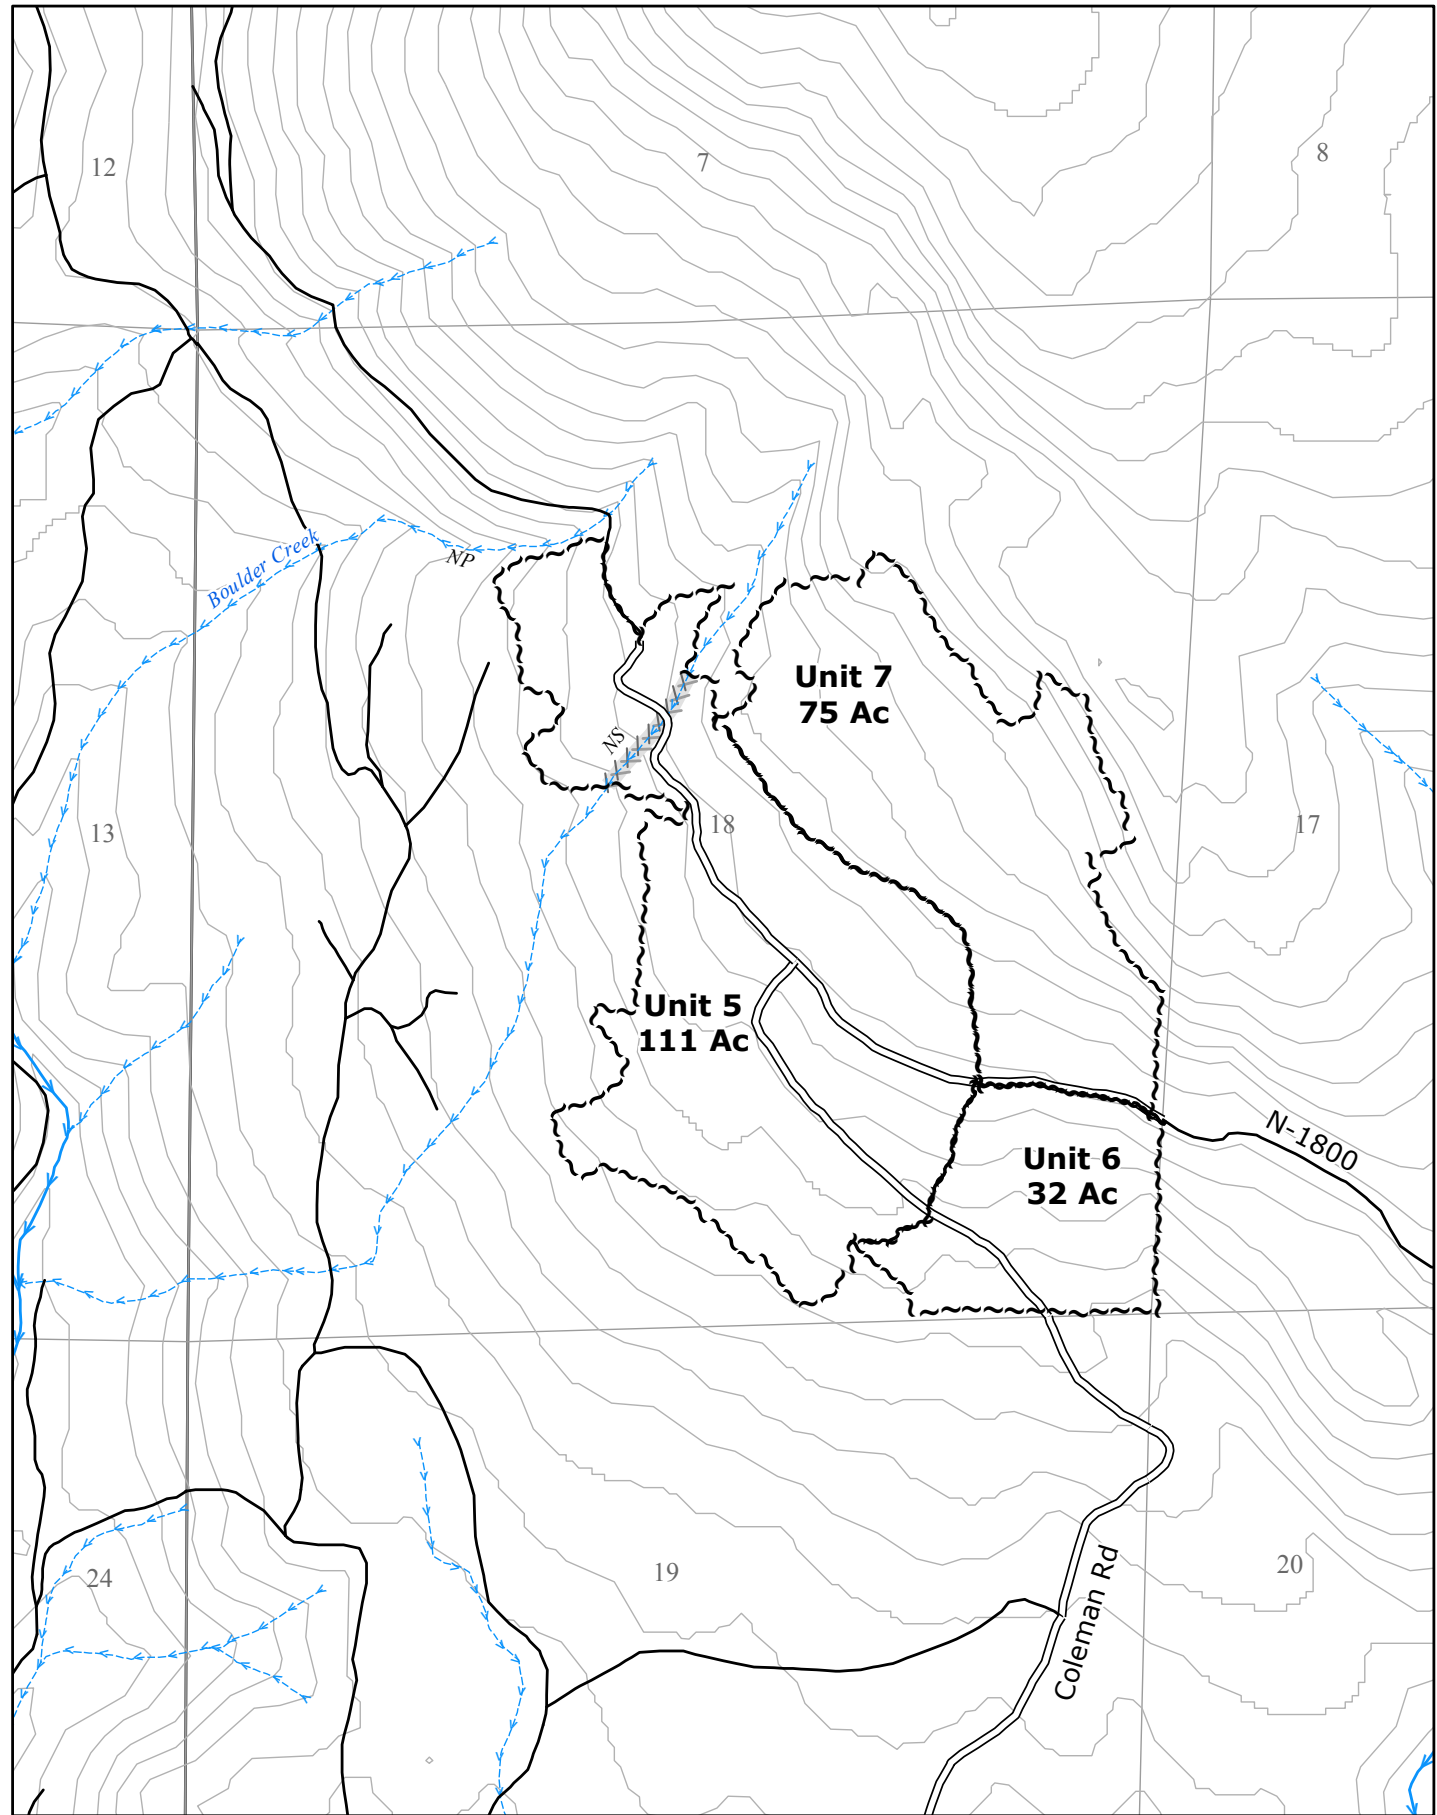 12
7
8
Boulder Creek
NP
Unit 7
75 Ac
NS
13
18
17
Unit 5
111 Ac
N-1800
Unit 6
32 Ac
24
19
20
Coleman Rd